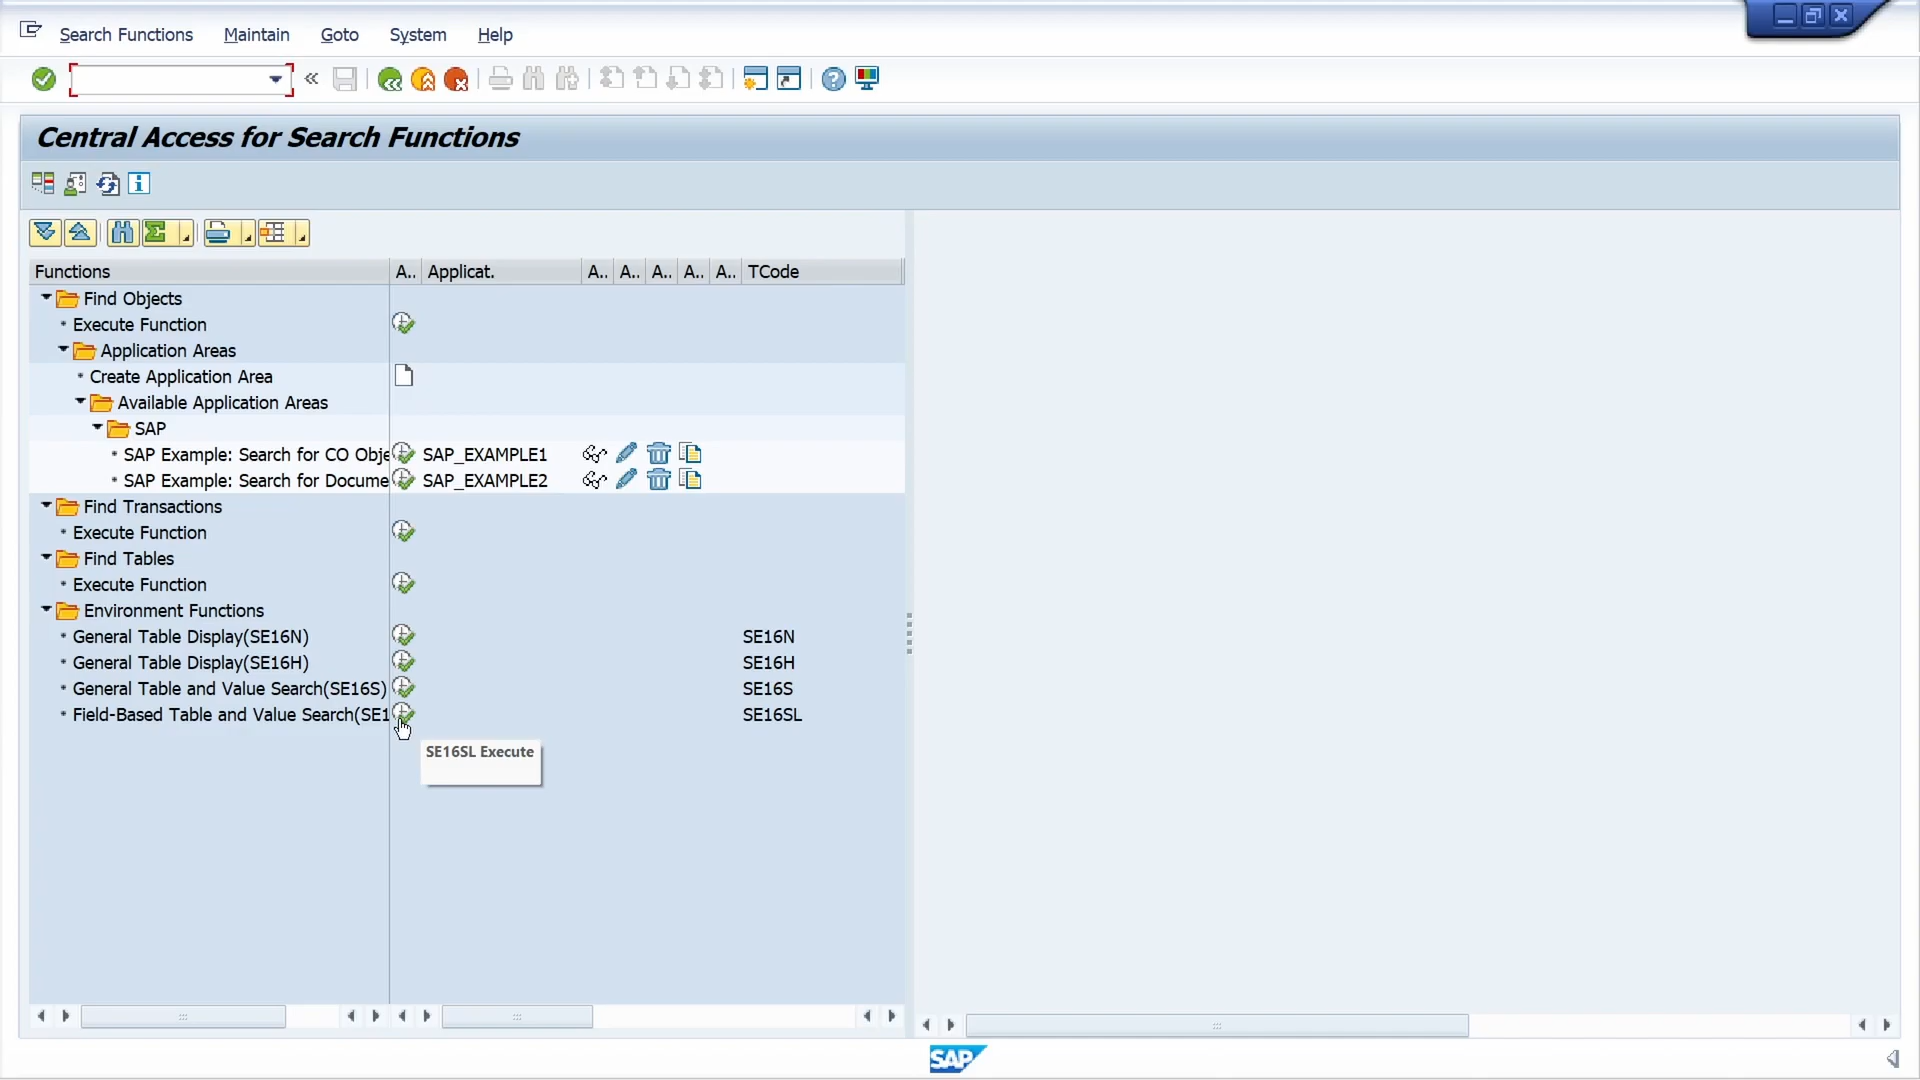 Search Functions Maintain Goto System Help
Central Access for Search Functions
Functions A.. Applicat. A.. A.. A.. A.. A.. TCode
Find Objects
Execute Function
Application Areas
Create Application Area
Available Application Areas
SAP
SAP Example: Search for CO Obje SAP_EXAMPLE1
SAP Example: Search for Docume SAP_EXAMPLE2
Find Transactions
Execute Function
Find Tables
Execute Function
Environment Functions
General Table Display(SE16N) SE16N
General Table Display(SE16H) SE16H
General Table and Value Search(SE16S) SE16S
Field-Based Table and Value Search(SE1 SE16SL
SE16SL Execute
SAP